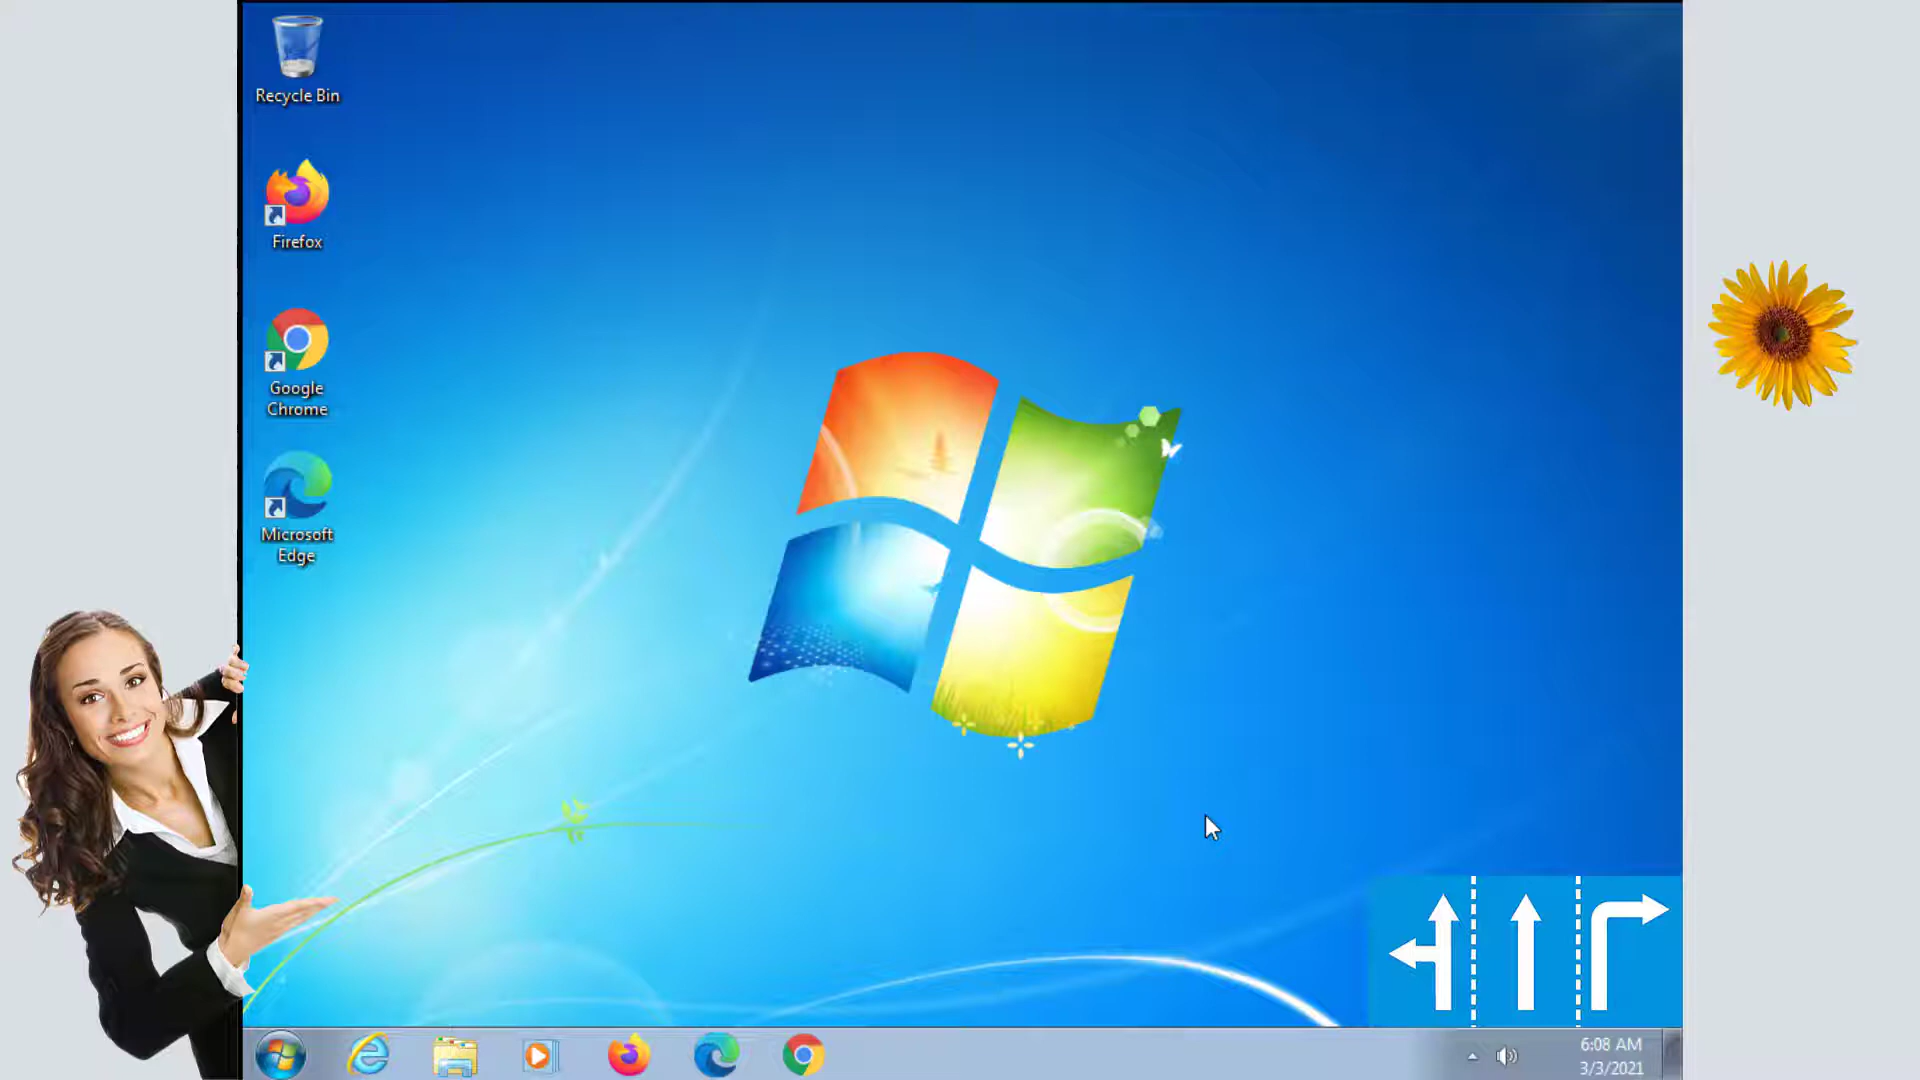 Recycle Bin
Firefox
Google
Chrome
Microsoft
Edge
6:08 AM
3/3/2021